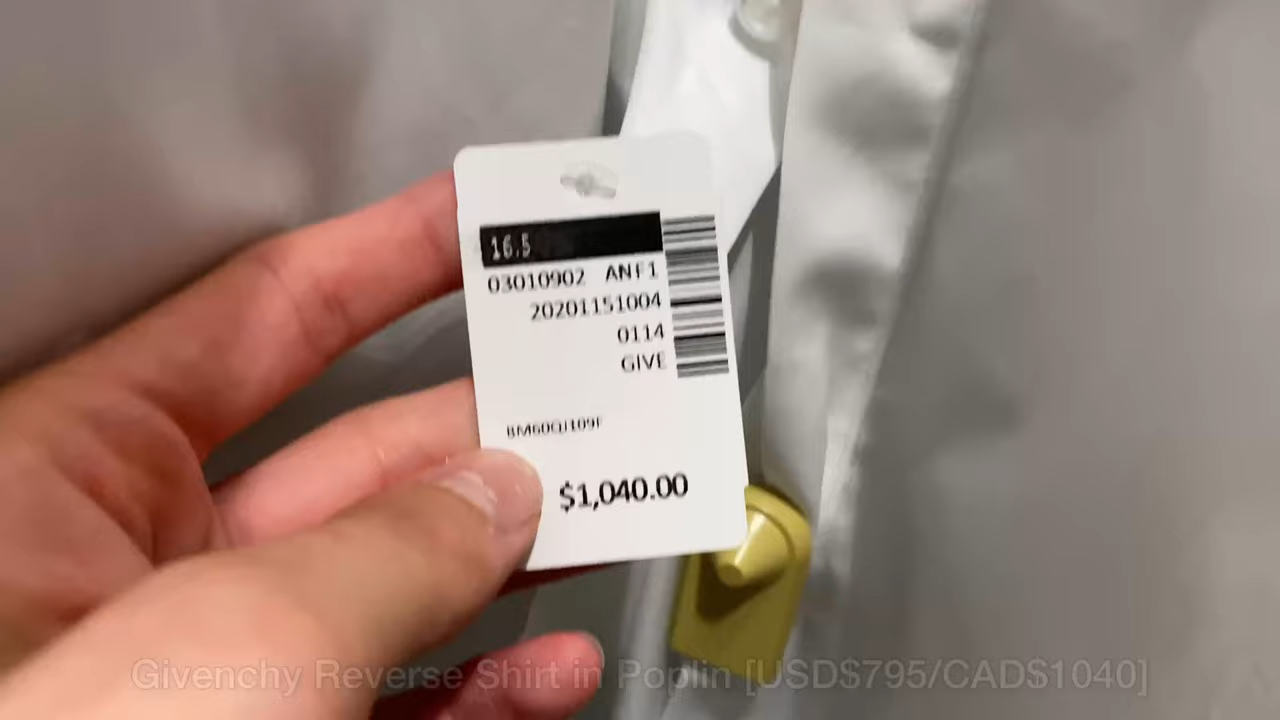 16.5
03010902 ANF1
20201151004
0114
GIVE
BM60QJ109F
$1,040.00
Givenchy Reverse Shirt in Poplin [USD$795/CAD$1040]